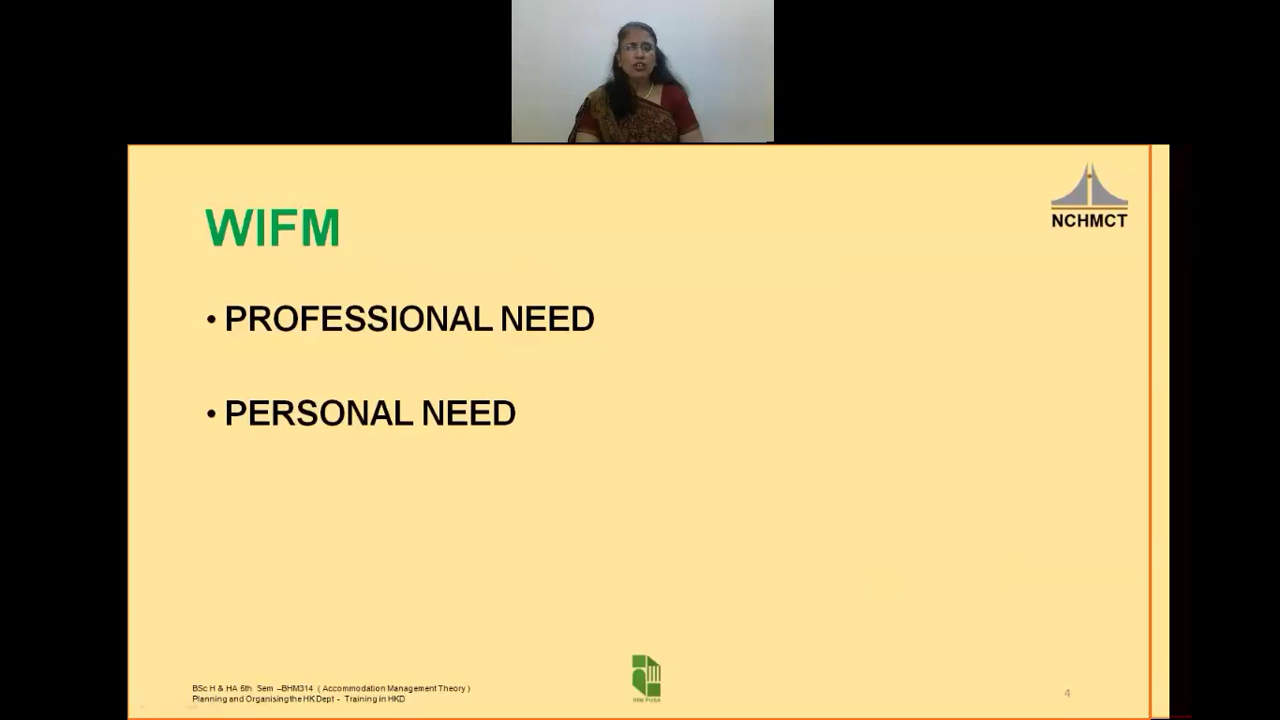 NCHMCT
WIFM
• PROFESSIONAL NEED
• PERSONAL NEED
BSc H & HA 5th Sem –BHM314 ( Accommodation Management Theory )
Planning and Organising the HK Dept - Training in HKD
4